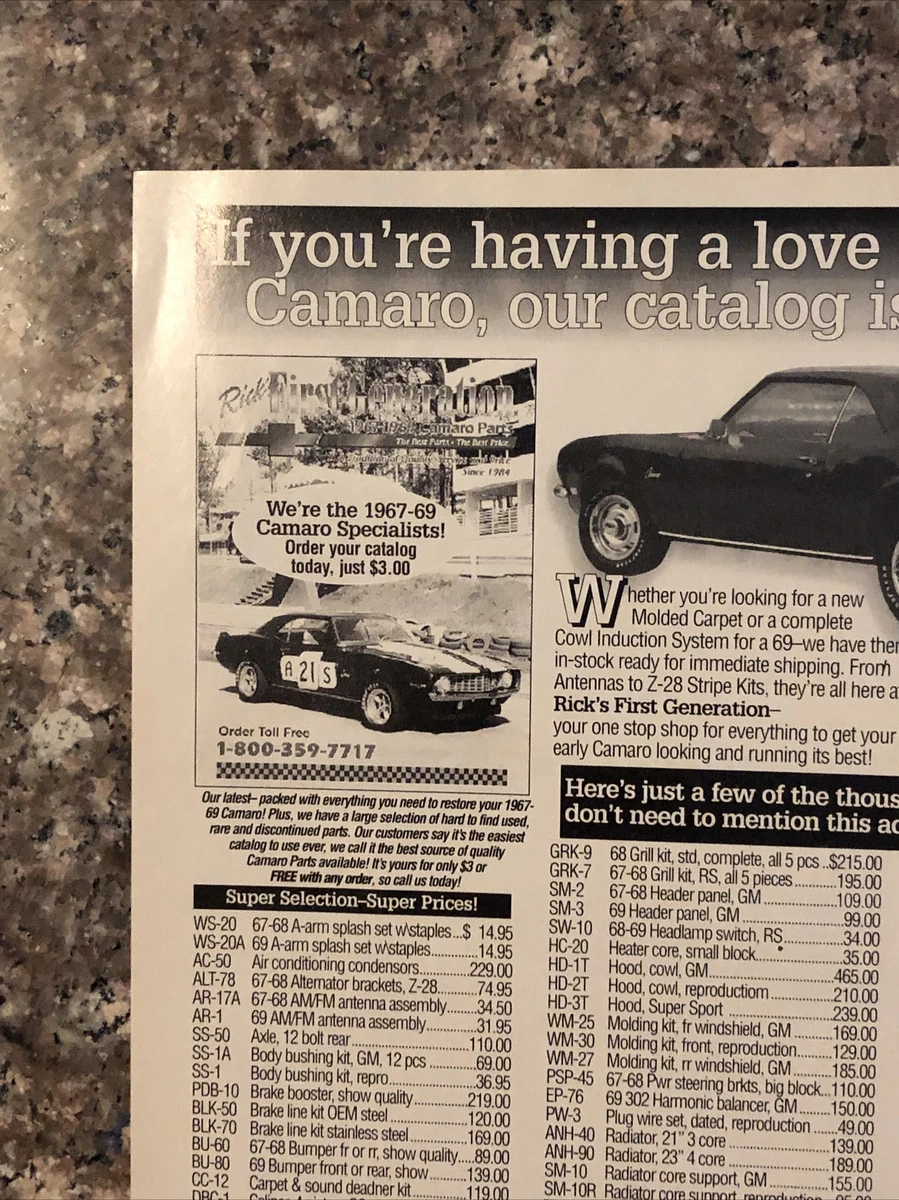 If you're having a love
Camaro, our catalog is
Rick's First Generation
1967-1969 Camaro Parts
The Best Parts • The Best Price
Since 1984
We're the 1967-69
Camaro Specialists!
Order your catalog
today, just $3.00
A 21 S
Order Toll Free
1-800-359-7717
Our latest– packed with everything you need to restore your 1967-
69 Camaro! Plus, we have a large selection of hard to find used,
rare and discontinued parts. Our customers say it's the easiest
catalog to use ever, we call it the best source of quality
Camaro Parts available! It's yours for only $3 or
FREE with any order, so call us today!
Super Selection–Super Prices!
WS-20 67-68 A-arm splash set w\staples...$ 14.95
WS-20A 69 A-arm splash set w\staples...........14.95
AC-50 Air conditioning condensors...............229.00
ALT-78 67-68 Alternator brackets, Z-28..........74.95
AR-17A 67-68 AM/FM antenna assembly.......34.50
AR-1 69 AM/FM antenna assembly............31.95
SS-50 Axle, 12 bolt rear..............................110.00
SS-1A Body bushing kit, GM, 12 pcs ............69.00
SS-1 Body bushing kit, repro......................36.95
PDB-10 Brake booster, show quality.............219.00
BLK-50 Brake line kit OEM steel ..................120.00
BLK-70 Brake line kit stainless steel.............169.00
BU-60 67-68 Bumper fr or rr, show quality....89.00
BU-80 69 Bumper front or rear, show.........139.00
CC-12 Carpet & sound deadner kit.............119.00
DBC-1
Whether you're looking for a new
Molded Carpet or a complete
Cowl Induction System for a 69–we have
in-stock ready for immediate shipping. From
Antennas to Z-28 Stripe Kits, they're all here
Rick's First Generation–
your one stop shop for everything to get your
early Camaro looking and running its best!
Here's just a few of the thous
don't need to mention this
GRK-9 68 Grill kit, std, complete, all 5 pcs ..$215.00
GRK-7 67-68 Grill kit, RS, all 5 pieces............195.00
SM-2 67-68 Header panel, GM...................109.00
SM-3 69 Header panel, GM..........................99.00
SW-10 68-69 Headlamp switch, RS................34.00
HC-20 Heater core, small block.....................35.00
HD-1T Hood, cowl, GM................................465.00
HD-2T Hood, cowl, reproductiom.................210.00
HD-3T Hood, Super Sport ............................239.00
WM-25 Molding kit, fr windshield, GM ..........169.00
WM-30 Molding kit, front, reproduction.........129.00
WM-27 Molding kit, rr windshield, GM ..........185.00
PSP-45 67-68 Pwr steering brkts, big block...110.00
EP-76 69 302 Harmonic balancer, GM ........150.00
PW-3 Plug wire set, dated, reproduction ......49.00
ANH-40 Radiator, 21" 3 core .........................139.00
ANH-90 Radiator, 23" 4 core .........................189.00
SM-10 Radiator core support, GM...............155.00
SM-10R Radiator core support, reproduction